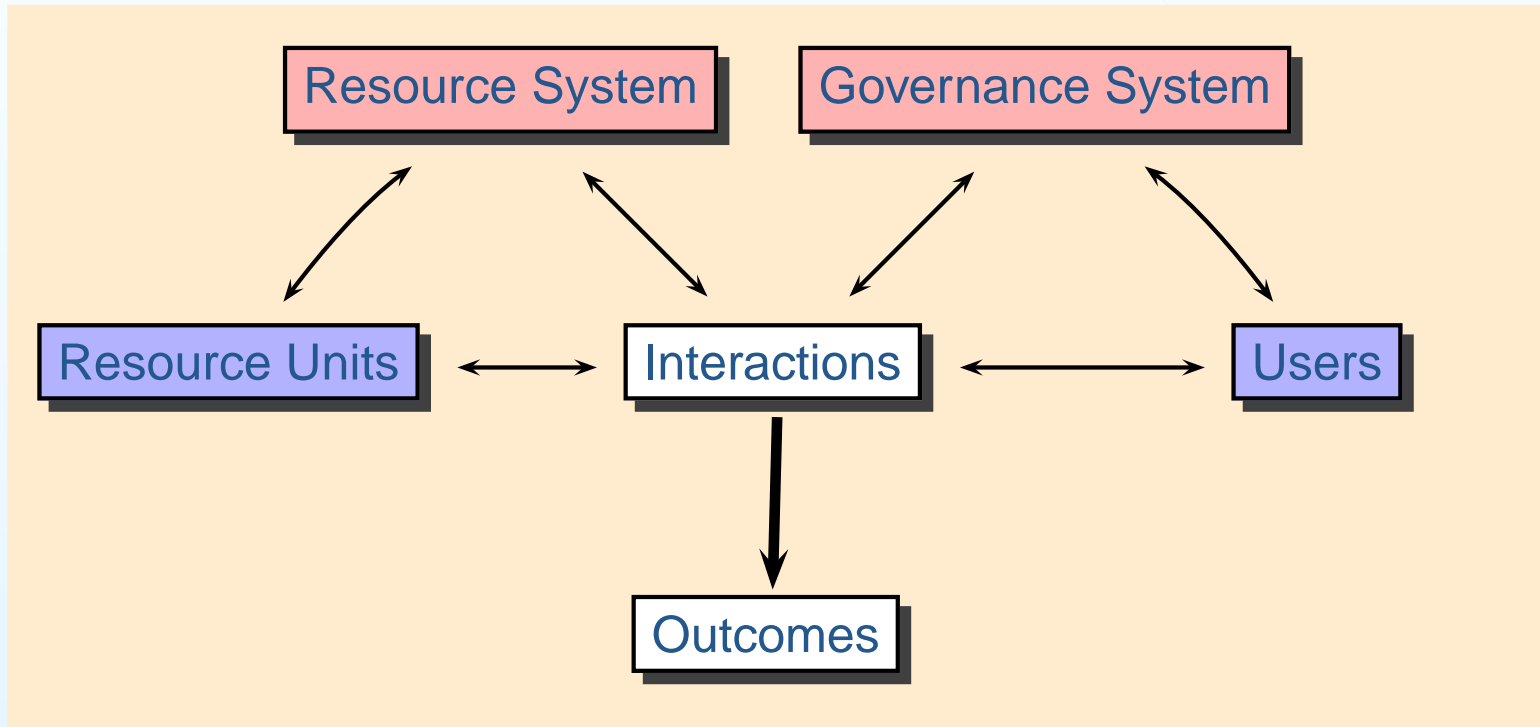 Resource System
Governance System
Resource Units
Interactions
Users
Outcomes